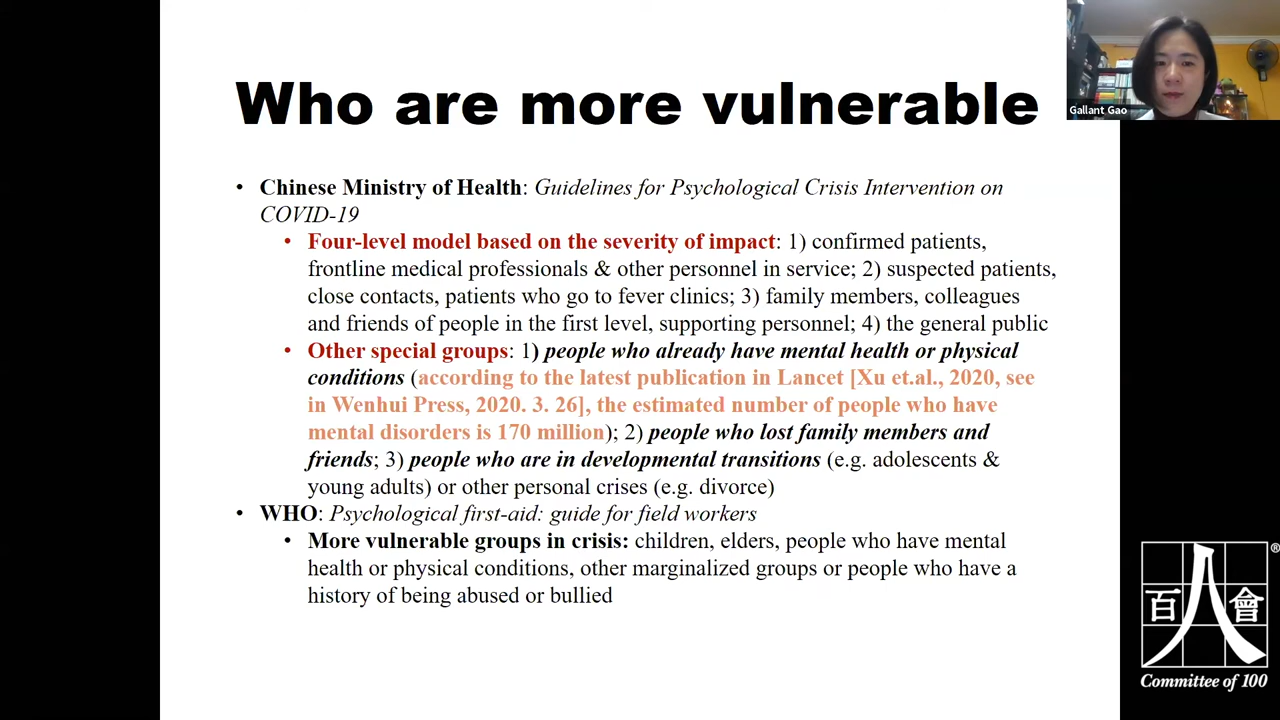 Who are more vulnerable
Gallant Gao
• Chinese Ministry of Health: Guidelines for Psychological Crisis Intervention on
COVID-19
• Four-level model based on the severity of impact: 1) confirmed patients,
frontline medical professionals & other personnel in service; 2) suspected patients,
close contacts, patients who go to fever clinics; 3) family members, colleagues
and friends of people in the first level, supporting personnel; 4) the general public
• Other special groups: 1) people who already have mental health or physical
conditions (according to the latest publication in Lancet [Xu et.al., 2020, see
in Wenhui Press, 2020. 3. 26], the estimated number of people who have
mental disorders is 170 million); 2) people who lost family members and
friends; 3) people who are in developmental transitions (e.g. adolescents &
young adults) or other personal crises (e.g. divorce)
• WHO: Psychological first-aid: guide for field workers
• More vulnerable groups in crisis: children, elders, people who have mental
health or physical conditions, other marginalized groups or people who have a
history of being abused or bullied
百人會®
Committee of 100